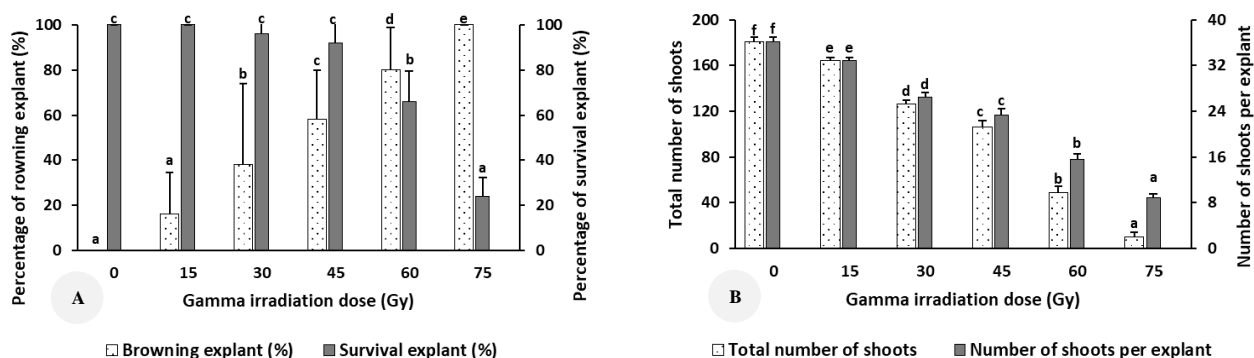 c c c c d e
b c b
a a a
100 80 60 40 20 0
Percentage of rowning explant (%)
100 80 60 40 20 0
Percentage of survival explant (%)
0 15 30 45 60 75
Gamma irradiation dose (Gy)
A
Browning explant (%) Survival explant (%)
f f e e d d c c b b a a
200 160 120 80 40 0
Total number of shoots
40 32 24 16 8 0
Number of shoots per explant
0 15 30 45 60 75
Gamma irradiation dose (Gy)
B
Total number of shoots Number of shoots per explant